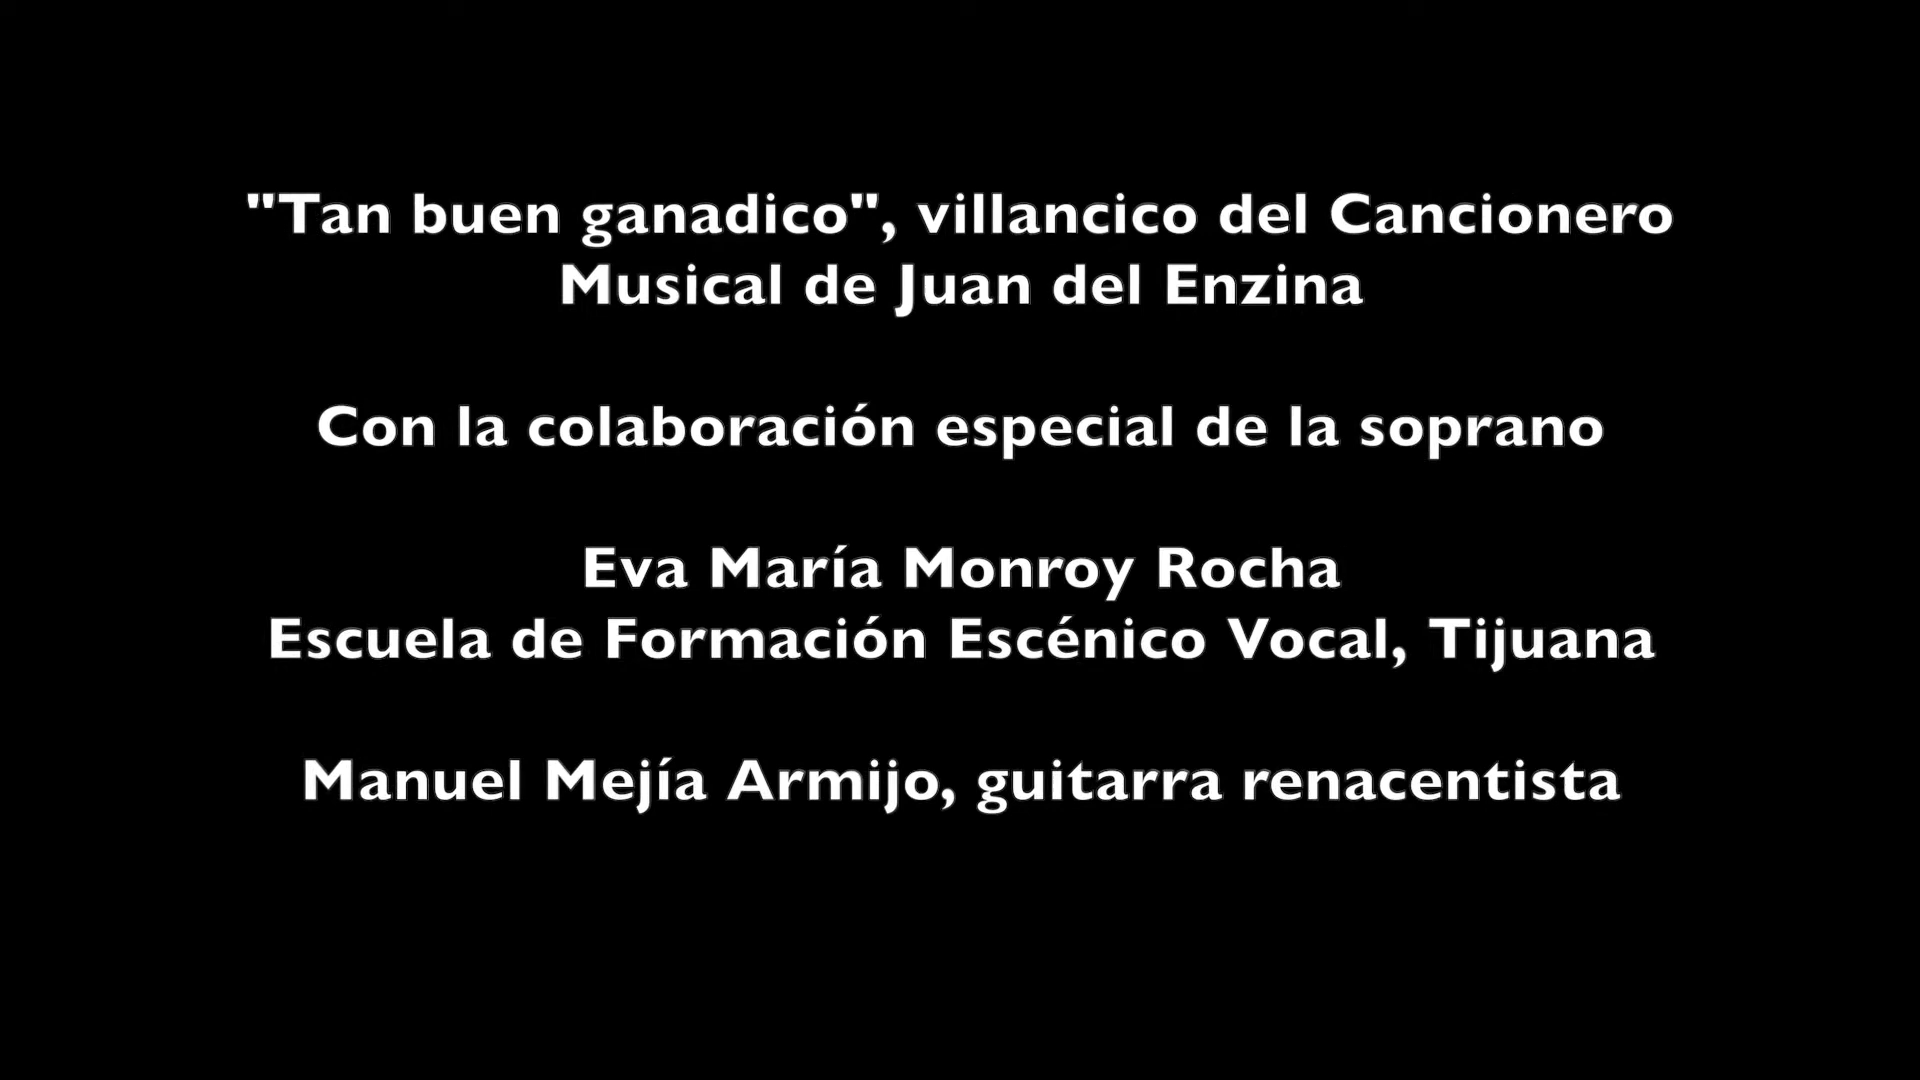 "Tan buen ganadico", villancico del Cancionero
Musical de Juan del Enzina
Con la colaboración especial de la soprano
Eva María Monroy Rocha
Escuela de Formación Escénico Vocal, Tijuana
Manuel Mejía Armijo, guitarra renacentista